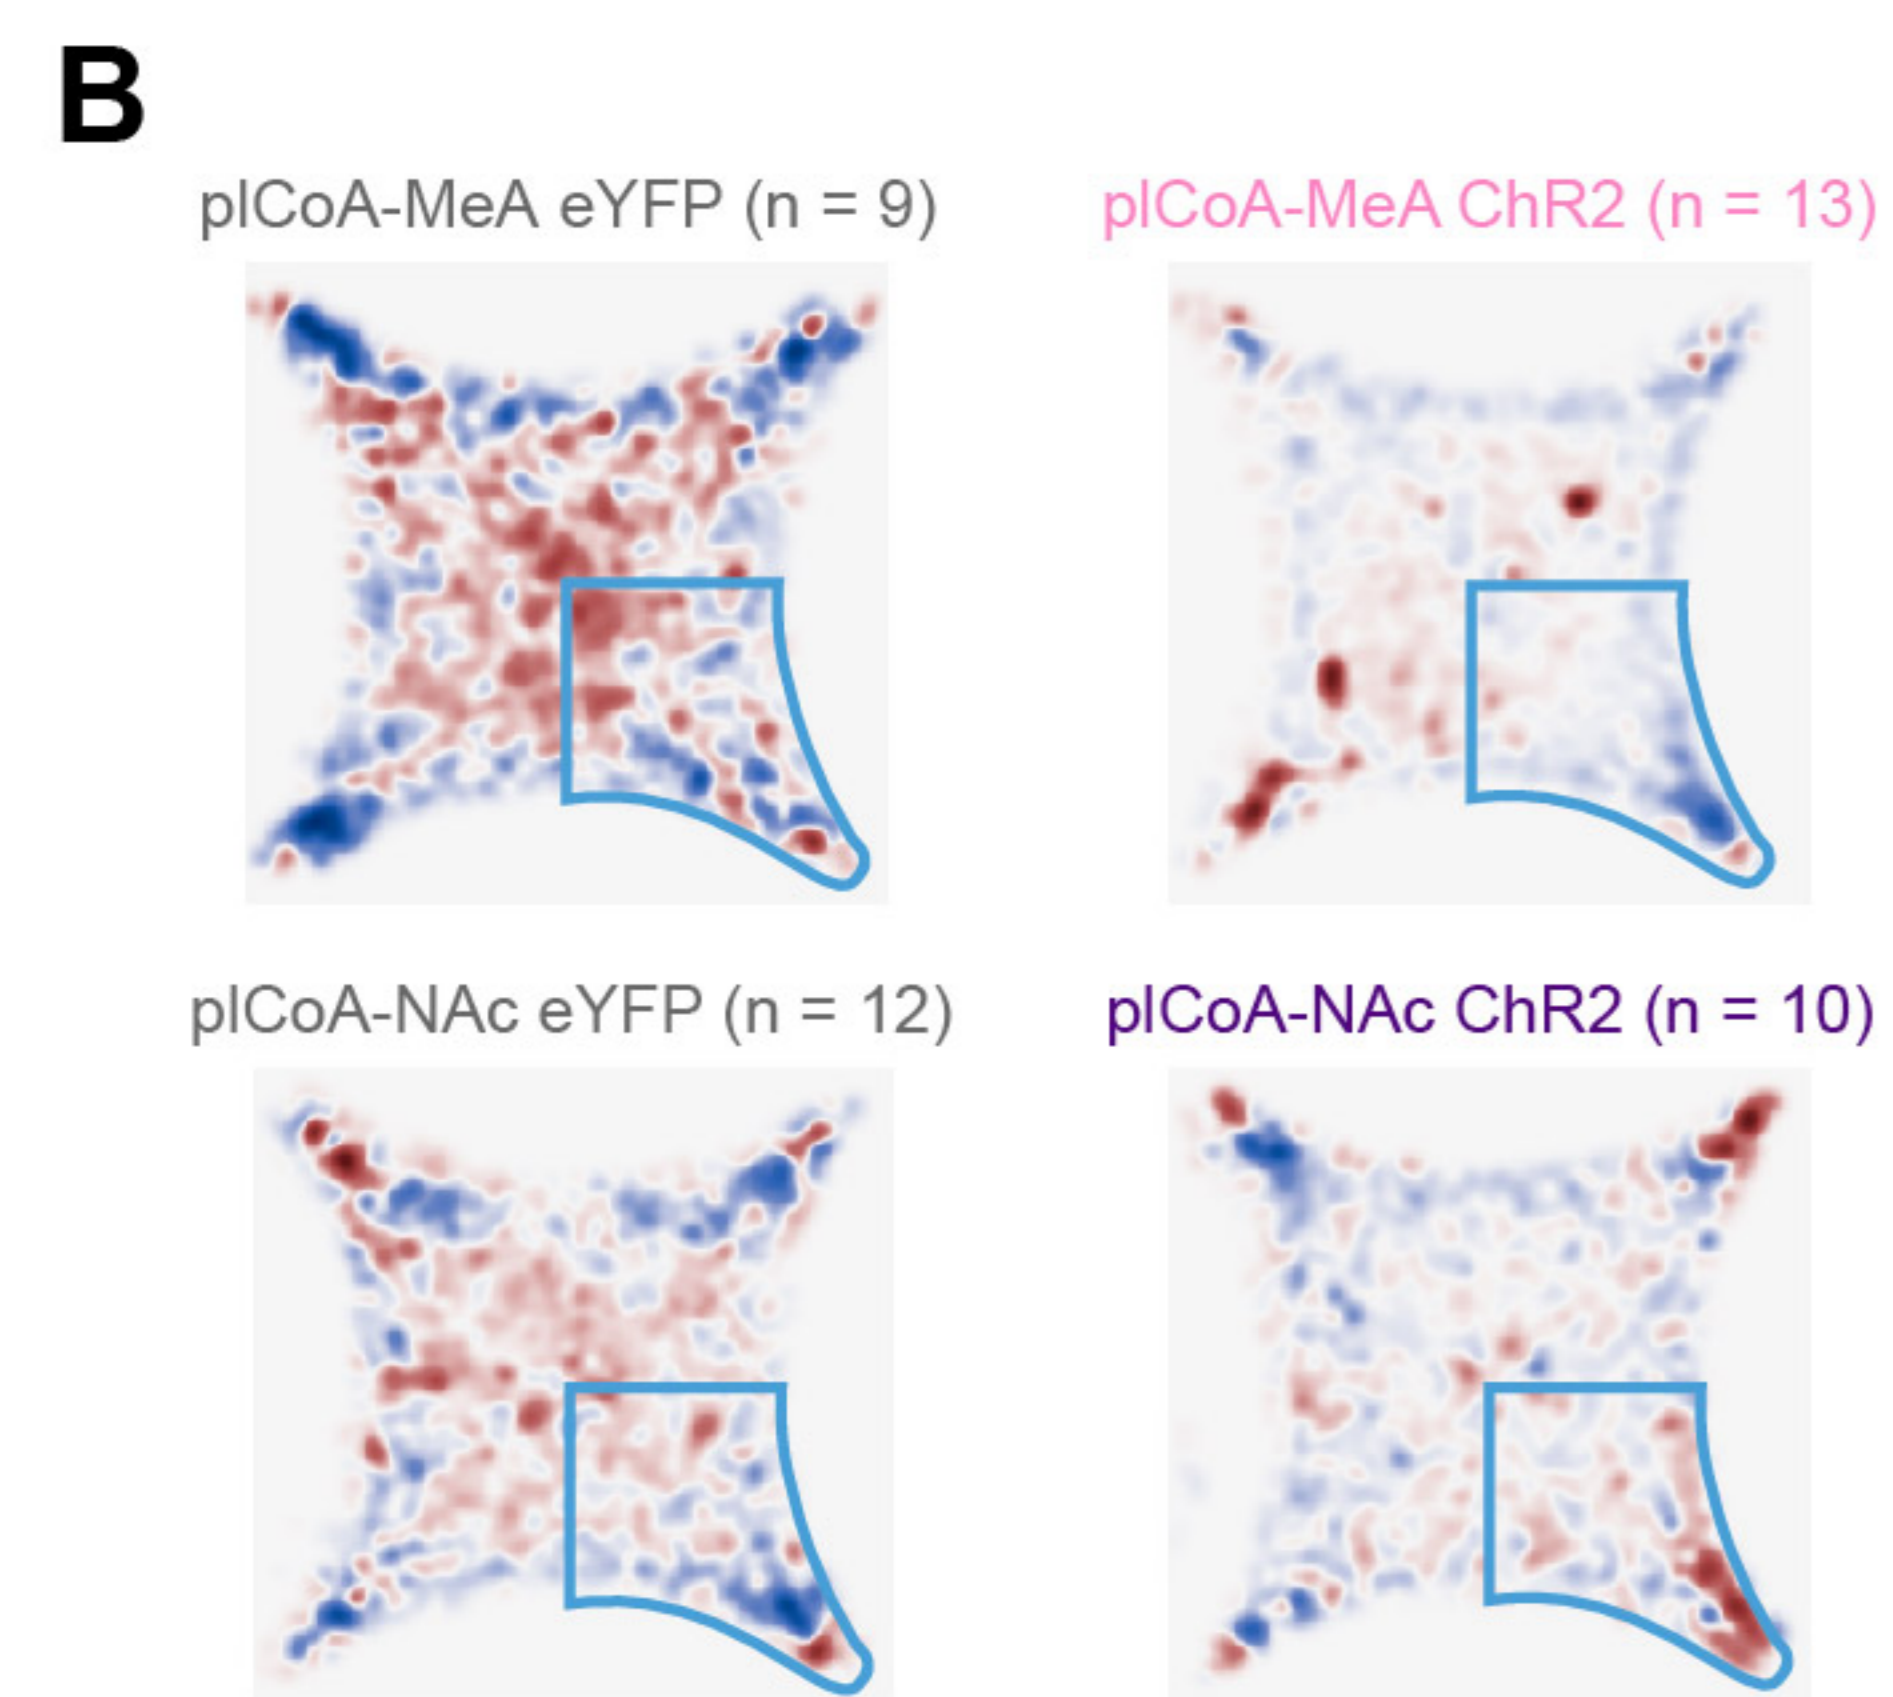 B
plCoA-MeA eYFP (n = 9)
plCoA-MeA ChR2 (n = 13)
plCoA-NAc eYFP (n = 12)
plCoA-NAc ChR2 (n = 10)